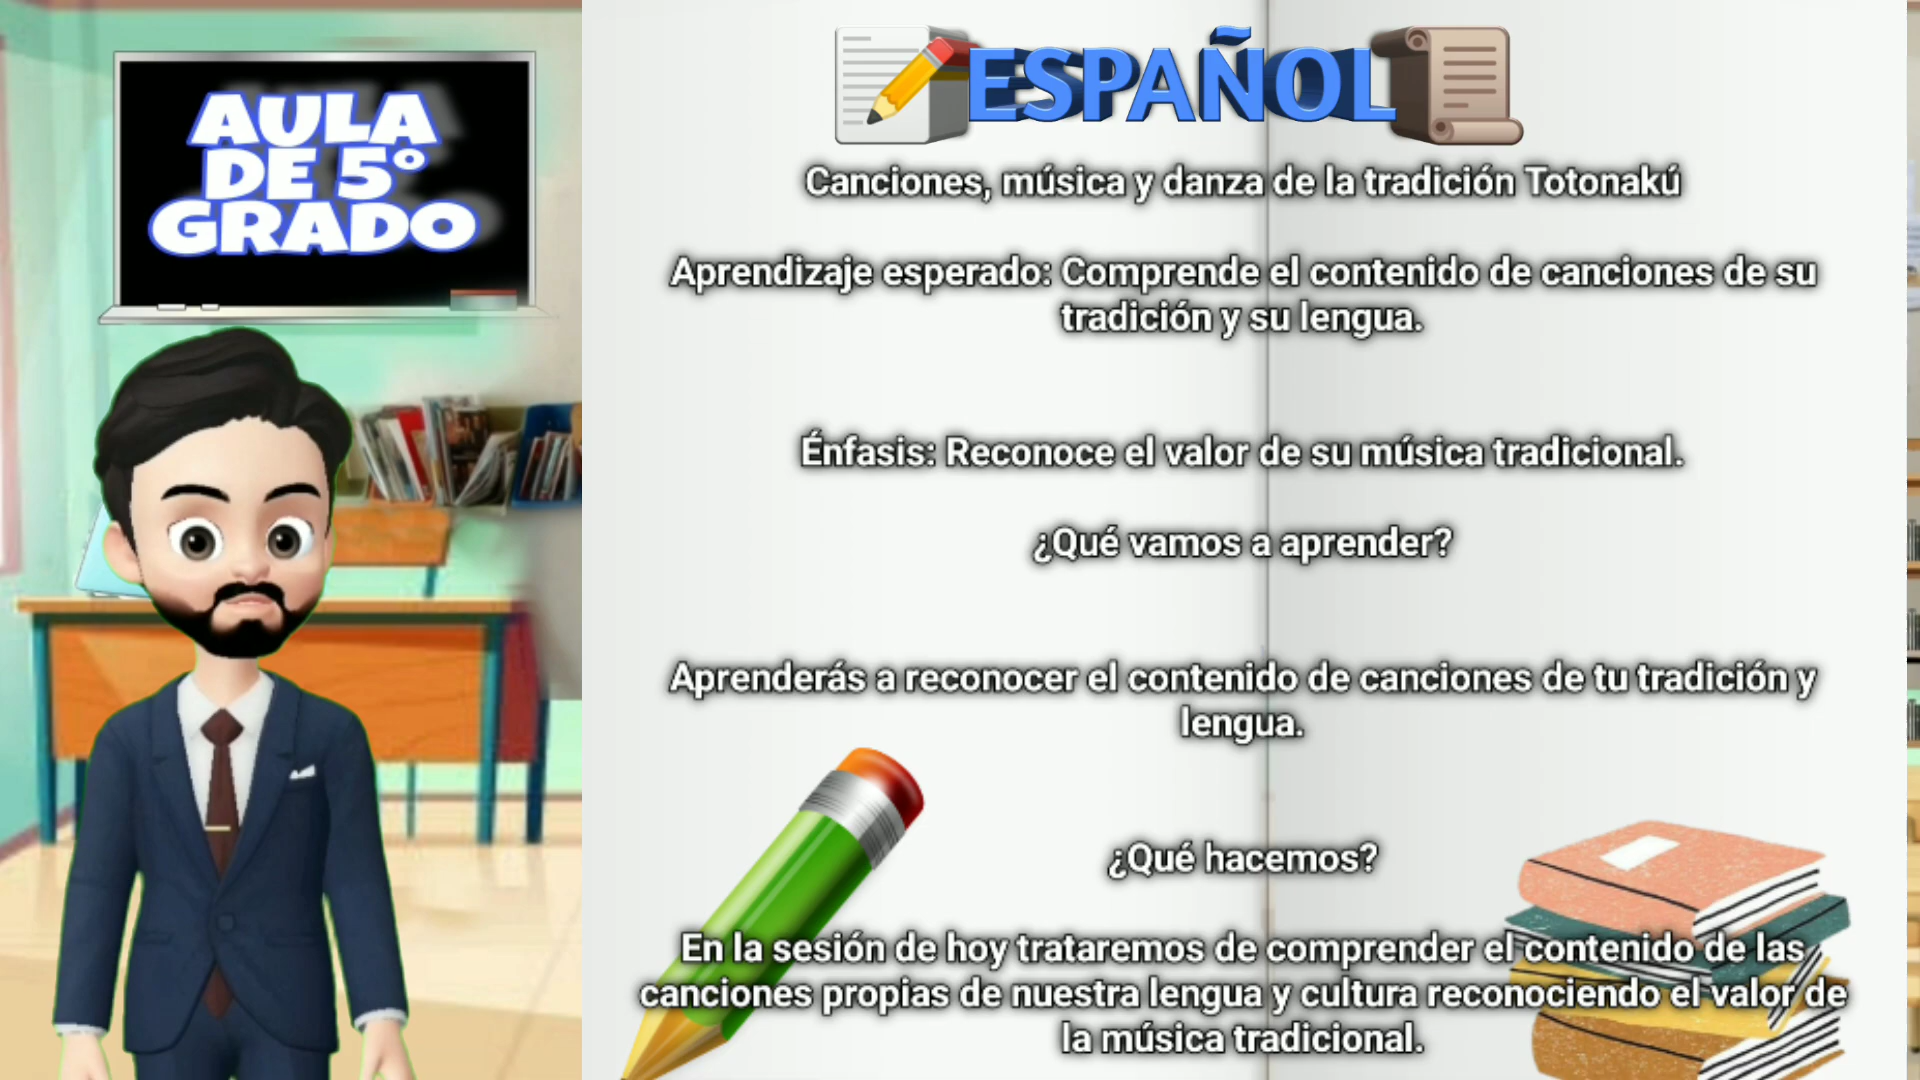 AULA
DE 5°
GRADO
ESPAÑOL
Canciones, música y danza de la tradición Totonakú
Aprendizaje esperado: Comprende el contenido de canciones de su
tradición y su lengua.
Énfasis: Reconoce el valor de su música tradicional.
¿Qué vamos a aprender?
Aprenderás a reconocer el contenido de canciones de tu tradición y
lengua.
¿Qué hacemos?
En la sesión de hoy trataremos de comprender el contenido de las
canciones propias de nuestra lengua y cultura reconociendo el valor de
la música tradicional.